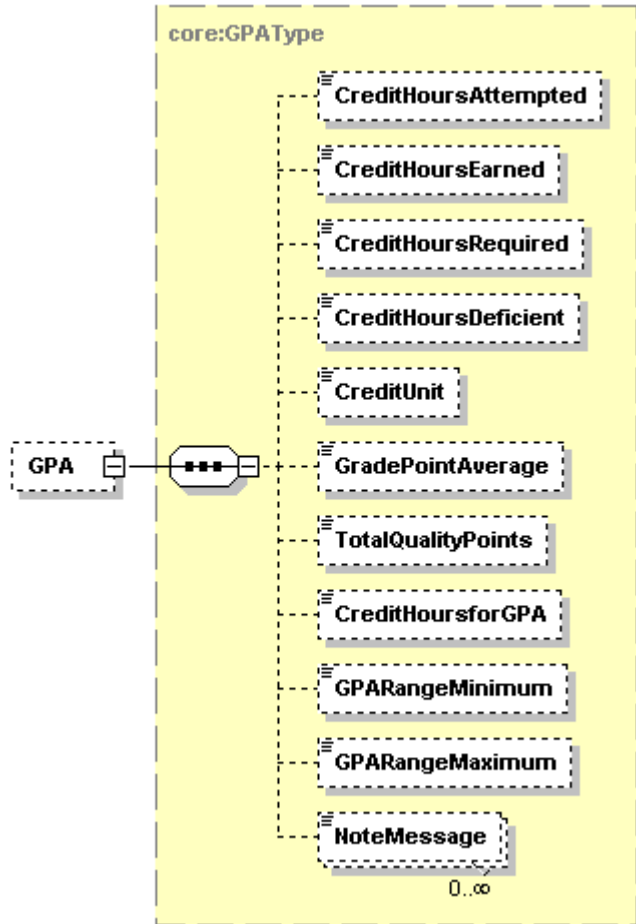 core:GPAType
CreditHoursAttempted
CreditHoursEarned
CreditHoursRequired
CreditHoursDeficient
CreditUnit
GPA
GradePointAverage
TotalQualityPoints
CreditHoursforGPA
GPARangeMinimum
GPARangeMaximum
NoteMessage
0..∞